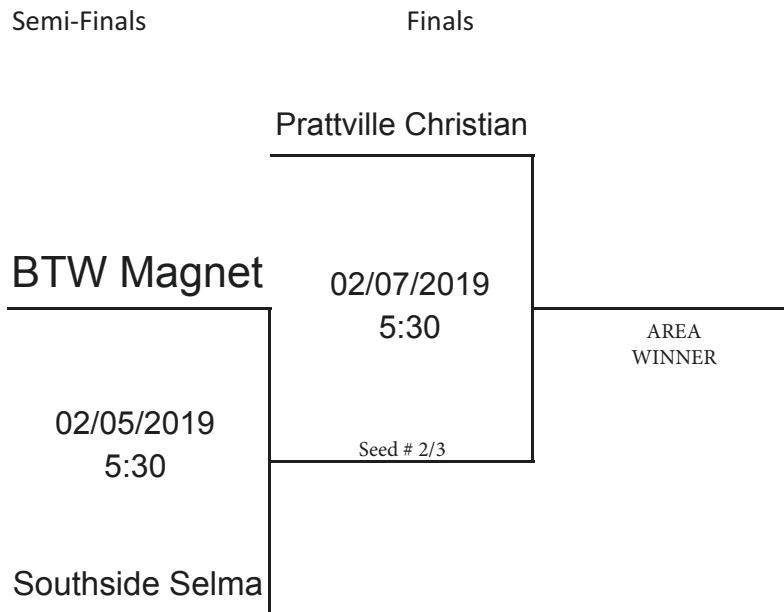 Semi-Finals
Finals
Prattville Christian
BTW Magnet
02/07/2019
5:30
AREA
WINNER
02/05/2019
5:30
Seed # 2/3
Southside Selma